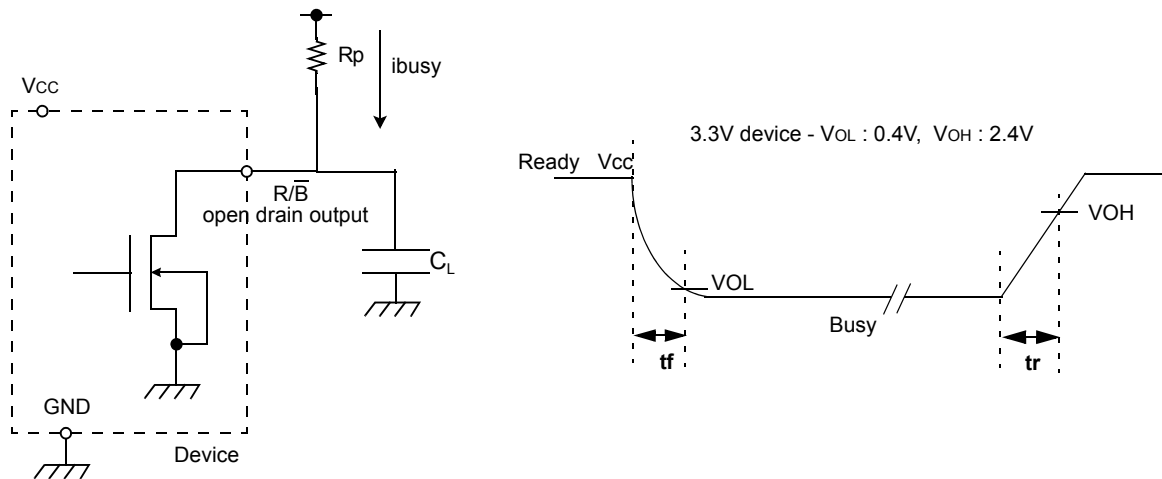 Rp
ibusy
VCC
R/B̅
open drain output
CL
GND
Device
3.3V device - VOL : 0.4V, VOH : 2.4V
Ready Vcc
VOH
VOL
Busy
tf
tr